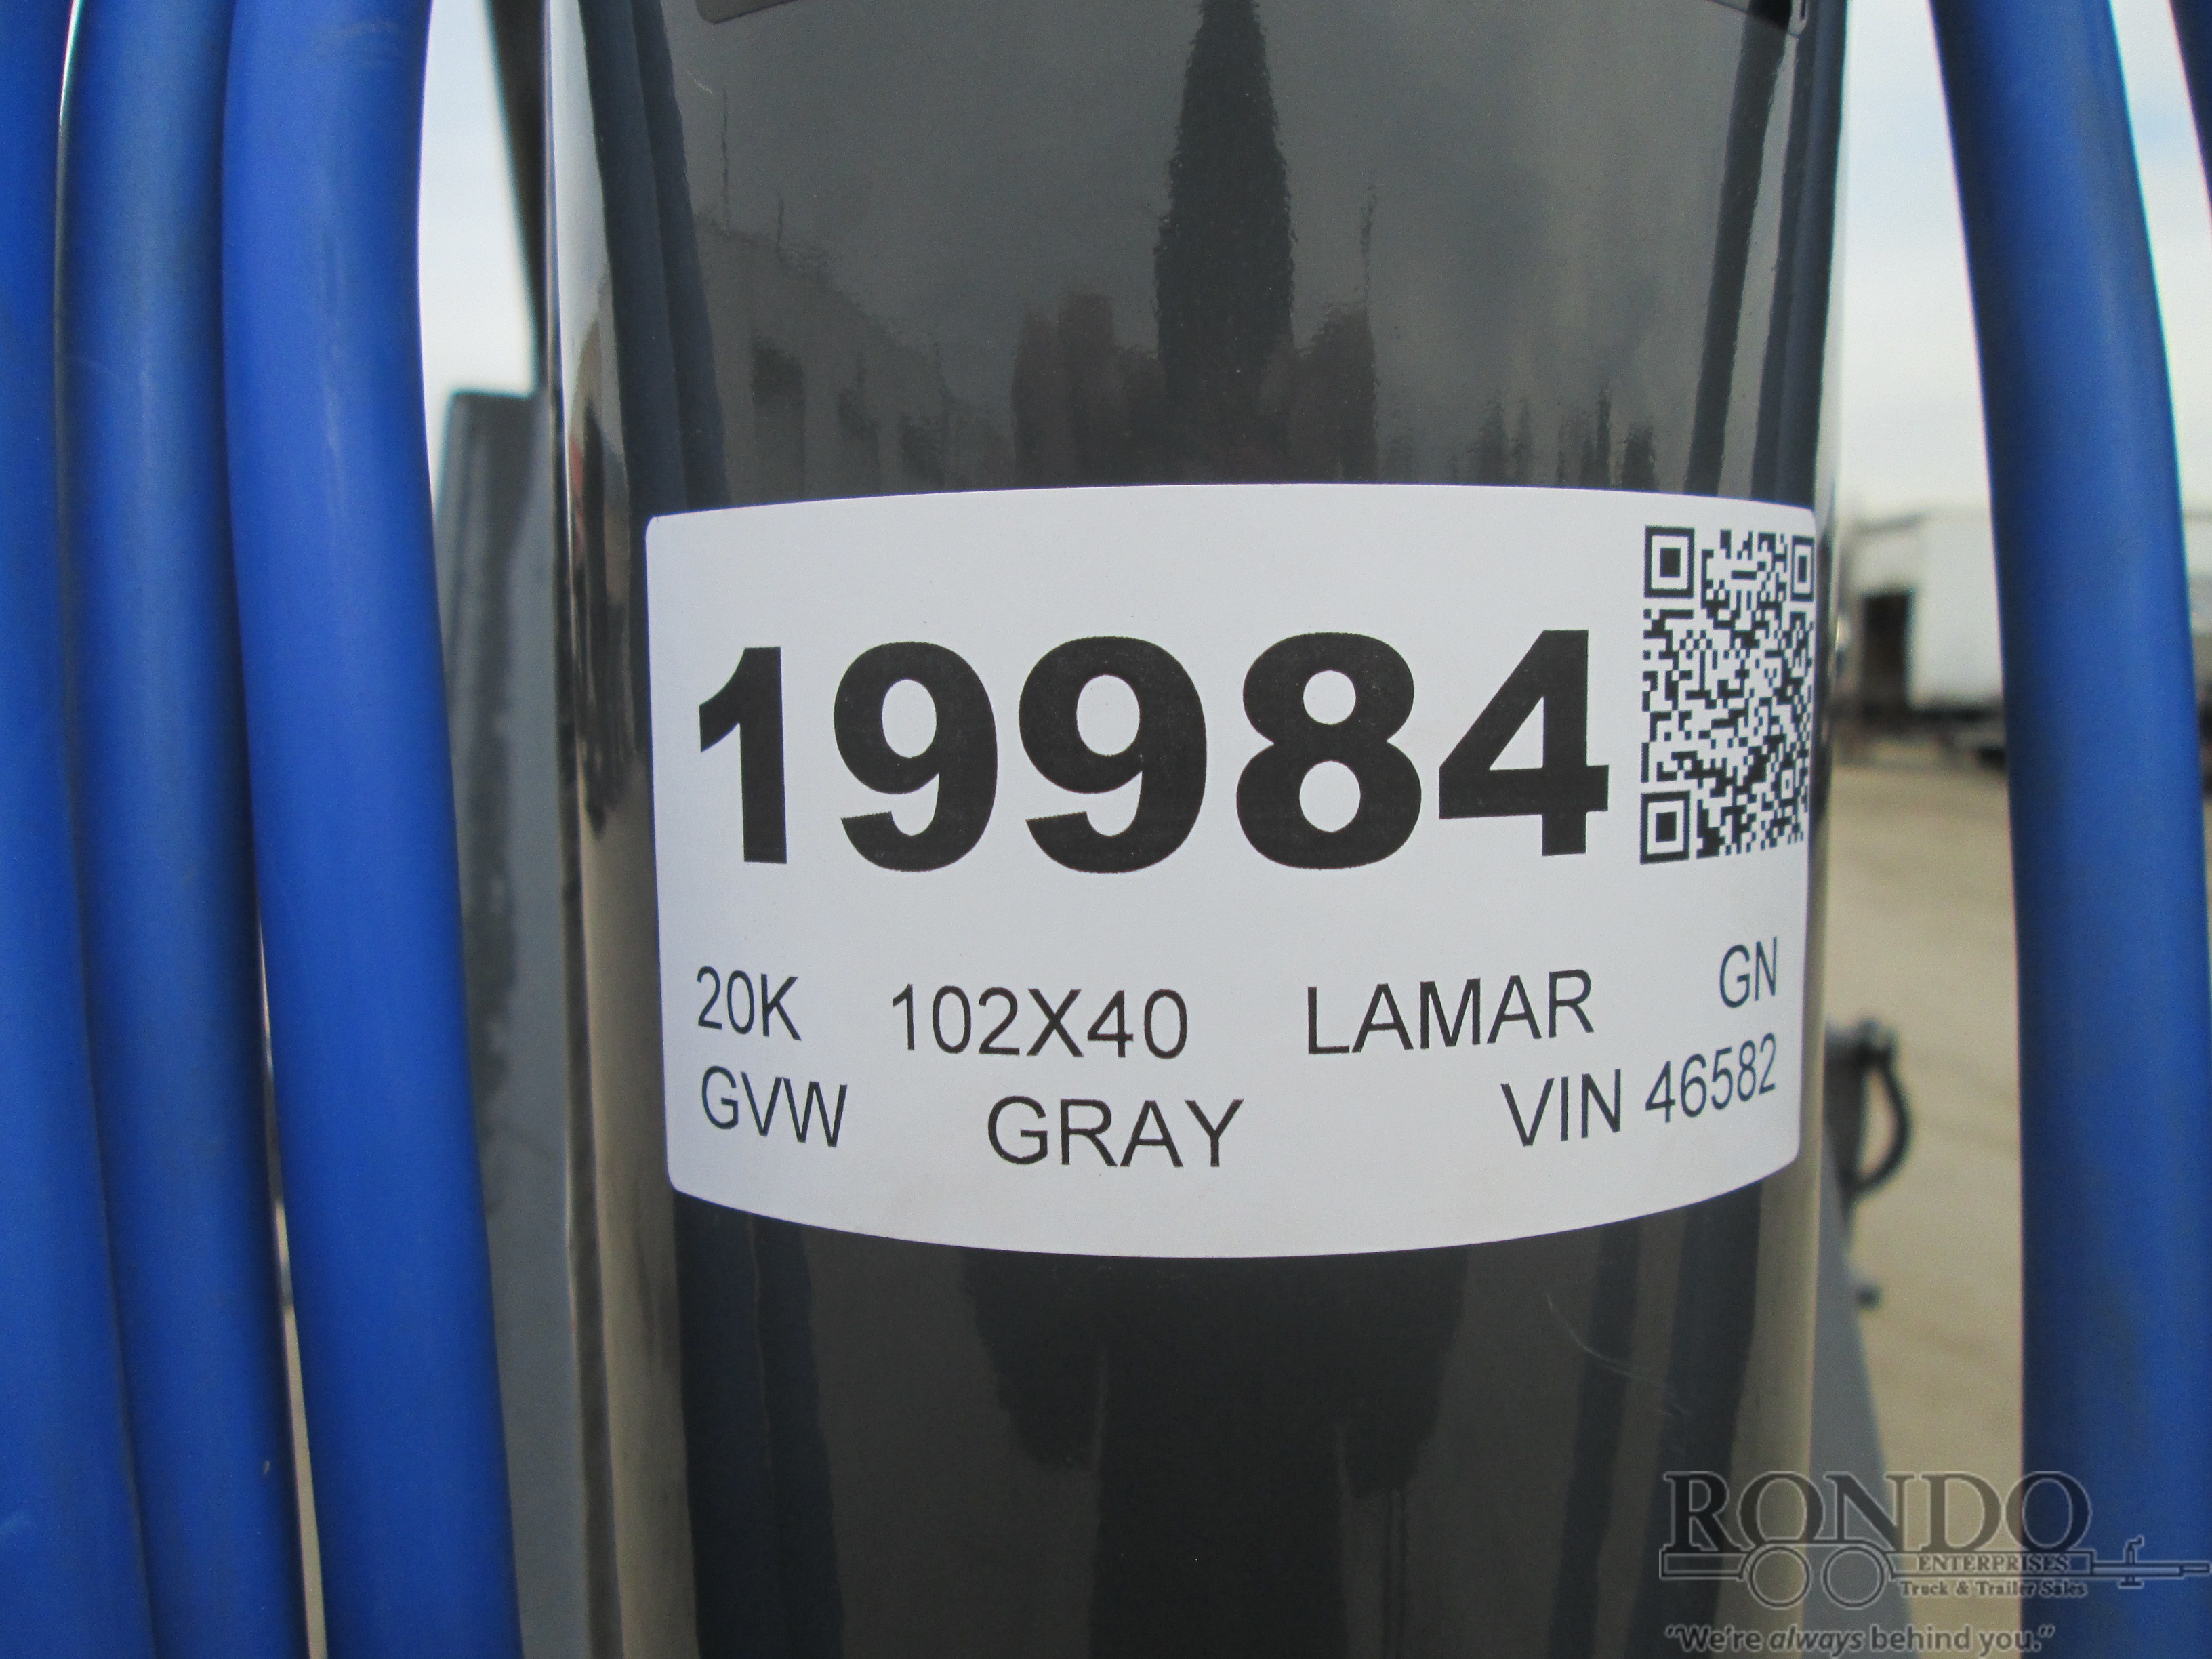 19984
20K 102X40 LAMAR GN
GVW GRAY VIN 46582
RONDO
ENTERPRISES
Truck & Trailer Sales
"We're always behind you."